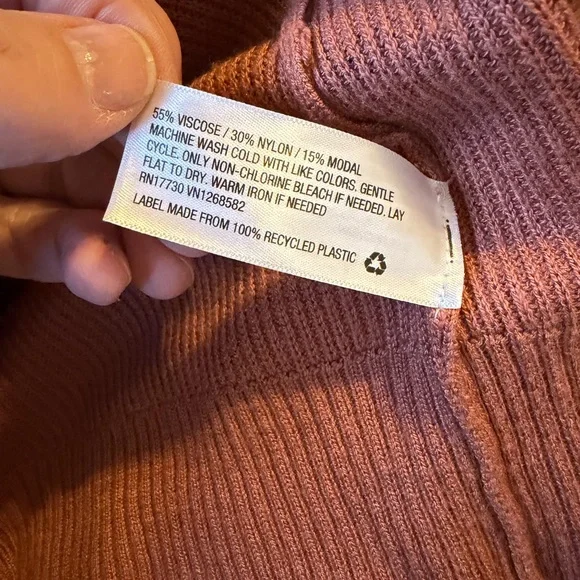 55% VISCOSE / 30% NYLON / 15% MODAL
MACHINE WASH COLD WITH LIKE COLORS. GENTLE
CYCLE. ONLY NON-CHLORINE BLEACH IF NEEDED. LAY
FLAT TO DRY. WARM IRON IF NEEDED
RN17730 VN1268582
LABEL MADE FROM 100% RECYCLED PLASTIC